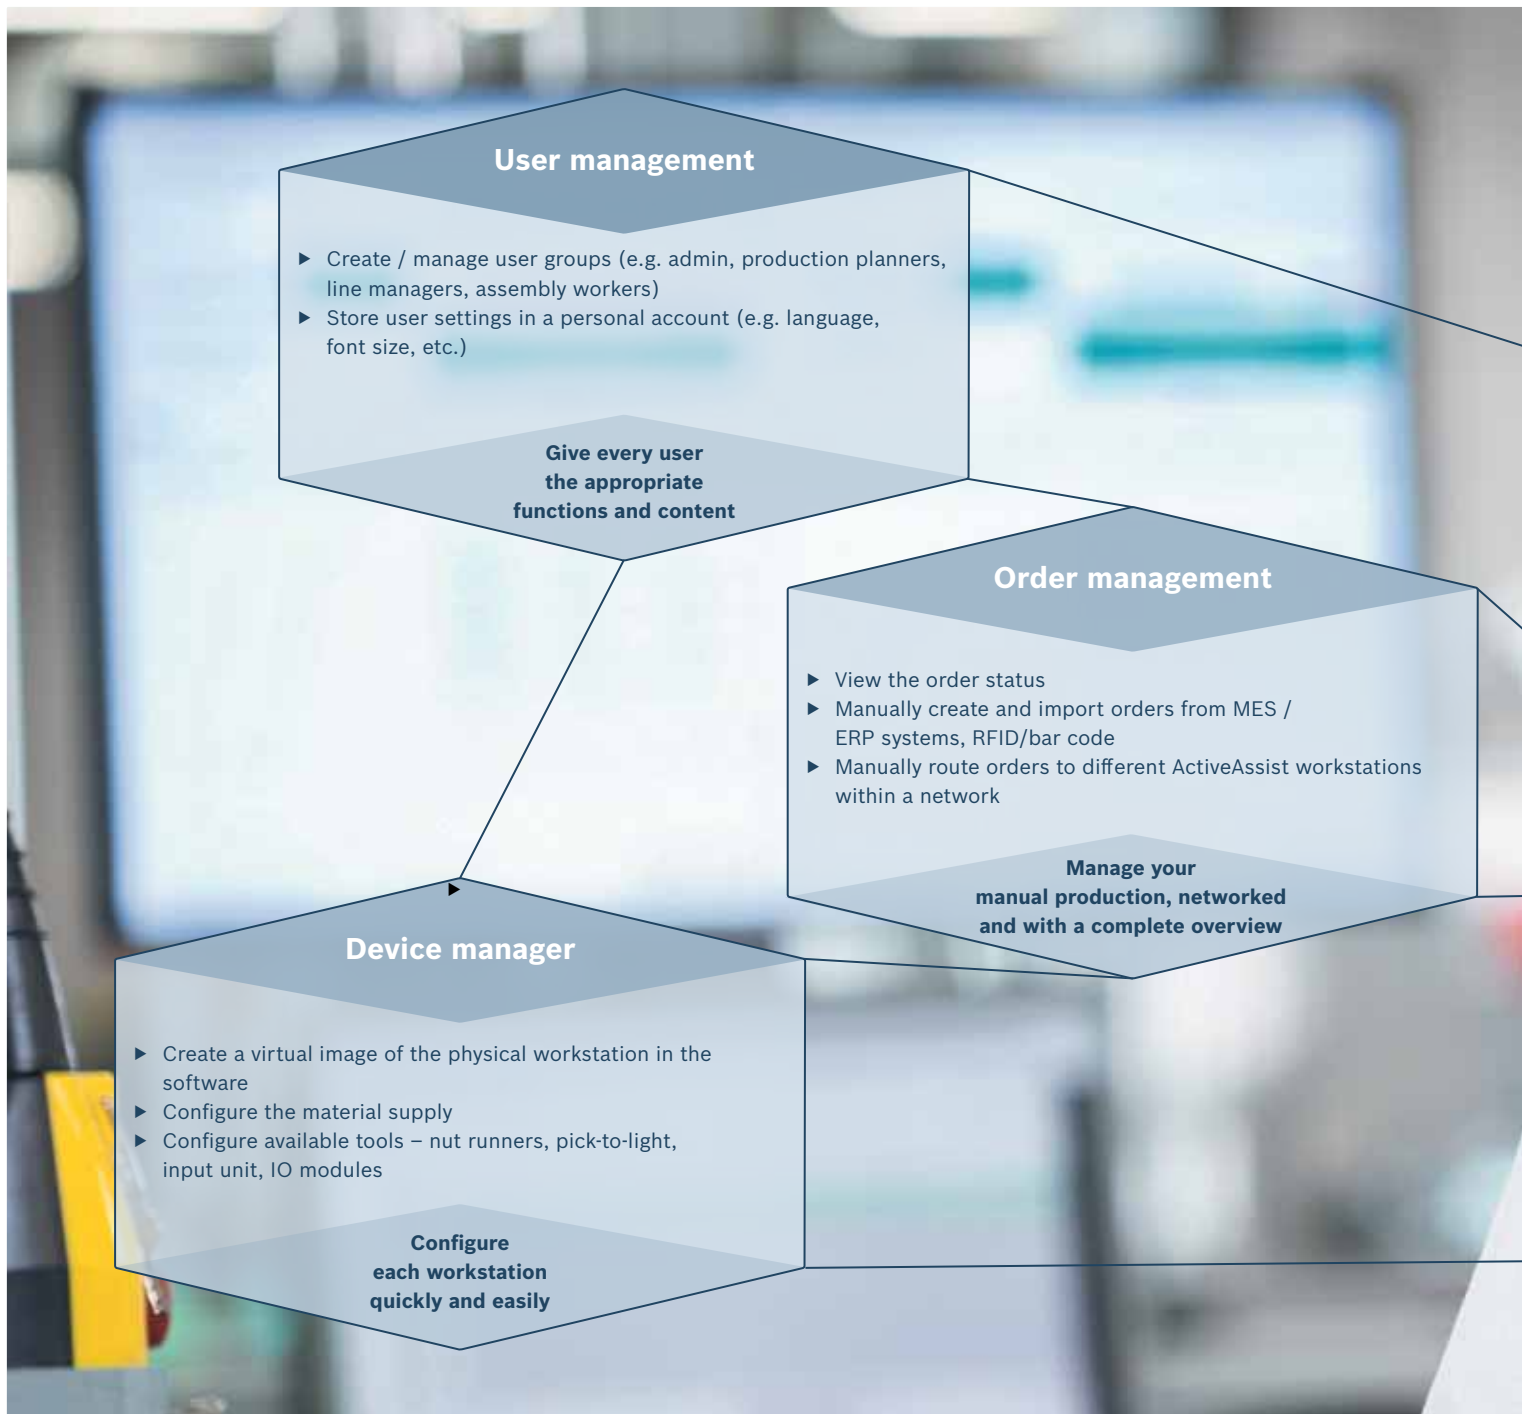 User management
▶ Create / manage user groups (e.g. admin, production planners,
line managers, assembly workers)
▶ Store user settings in a personal account (e.g. language,
font size, etc.)
Give every user
the appropriate
functions and content
Order management
▶ View the order status
▶ Manually create and import orders from MES /
ERP systems, RFID/bar code
▶ Manually route orders to different ActiveAssist workstations
within a network
Manage your
manual production, networked
and with a complete overview
Device manager
▶ Create a virtual image of the physical workstation in the
software
▶ Configure the material supply
▶ Configure available tools – nut runners, pick-to-light,
input unit, IO modules
Configure
each workstation
quickly and easily